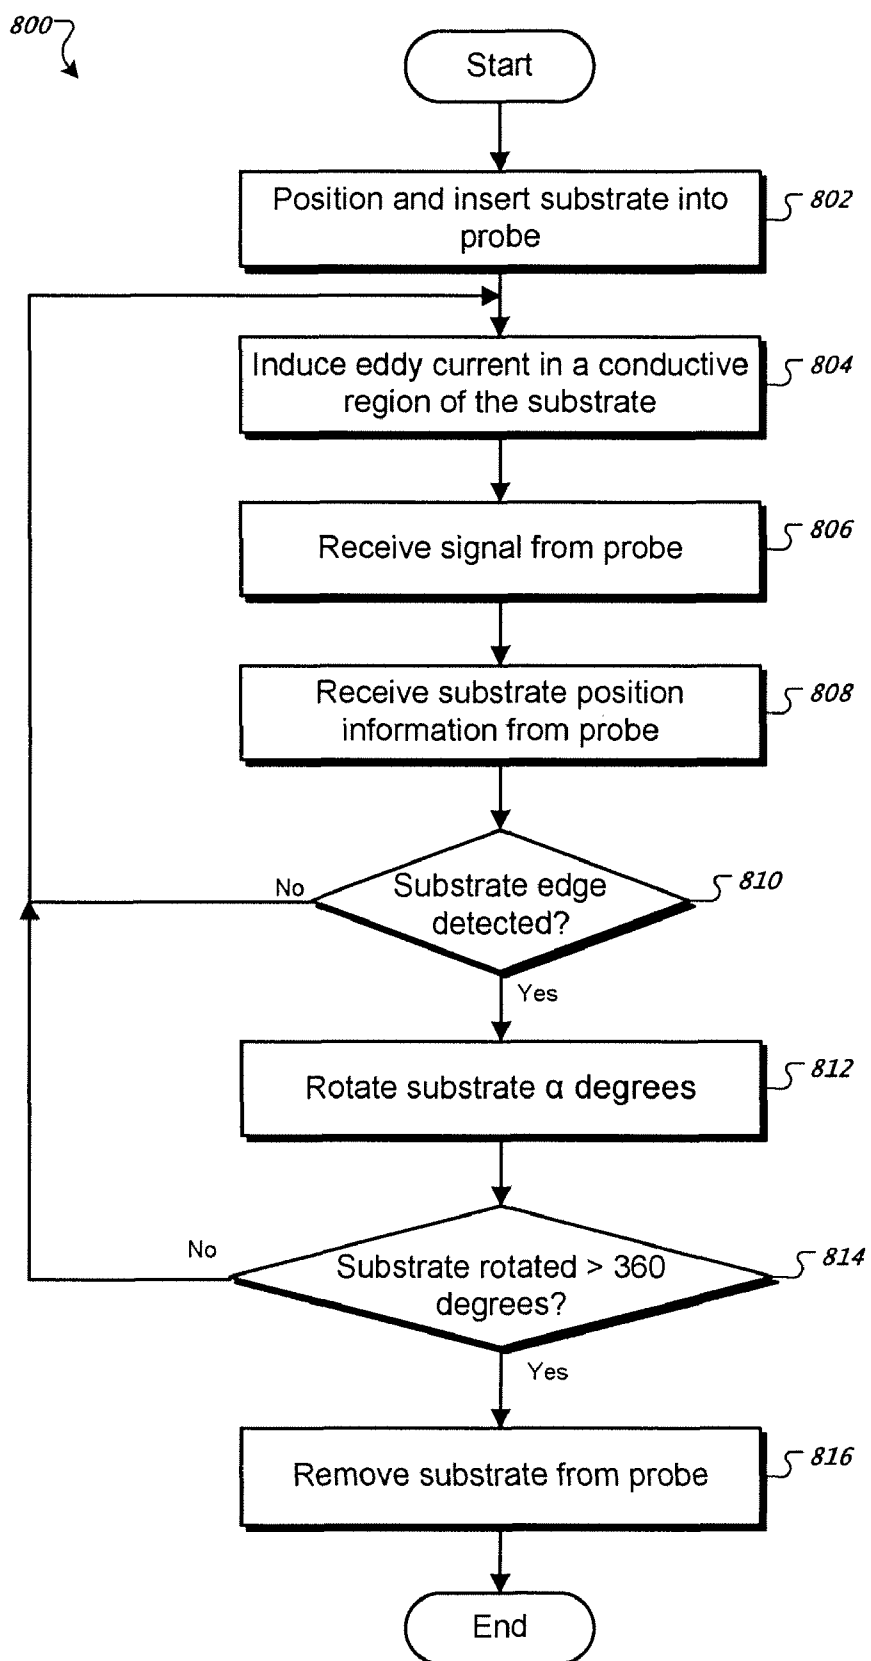 800
Start
Position and insert substrate into
probe
802
Induce eddy current in a conductive
region of the substrate
804
Receive signal from probe
806
Receive substrate position
information from probe
808
No
Substrate edge
detected?
810
Yes
Rotate substrate α degrees
812
No
Substrate rotated > 360
degrees?
814
Yes
Remove substrate from probe
816
End